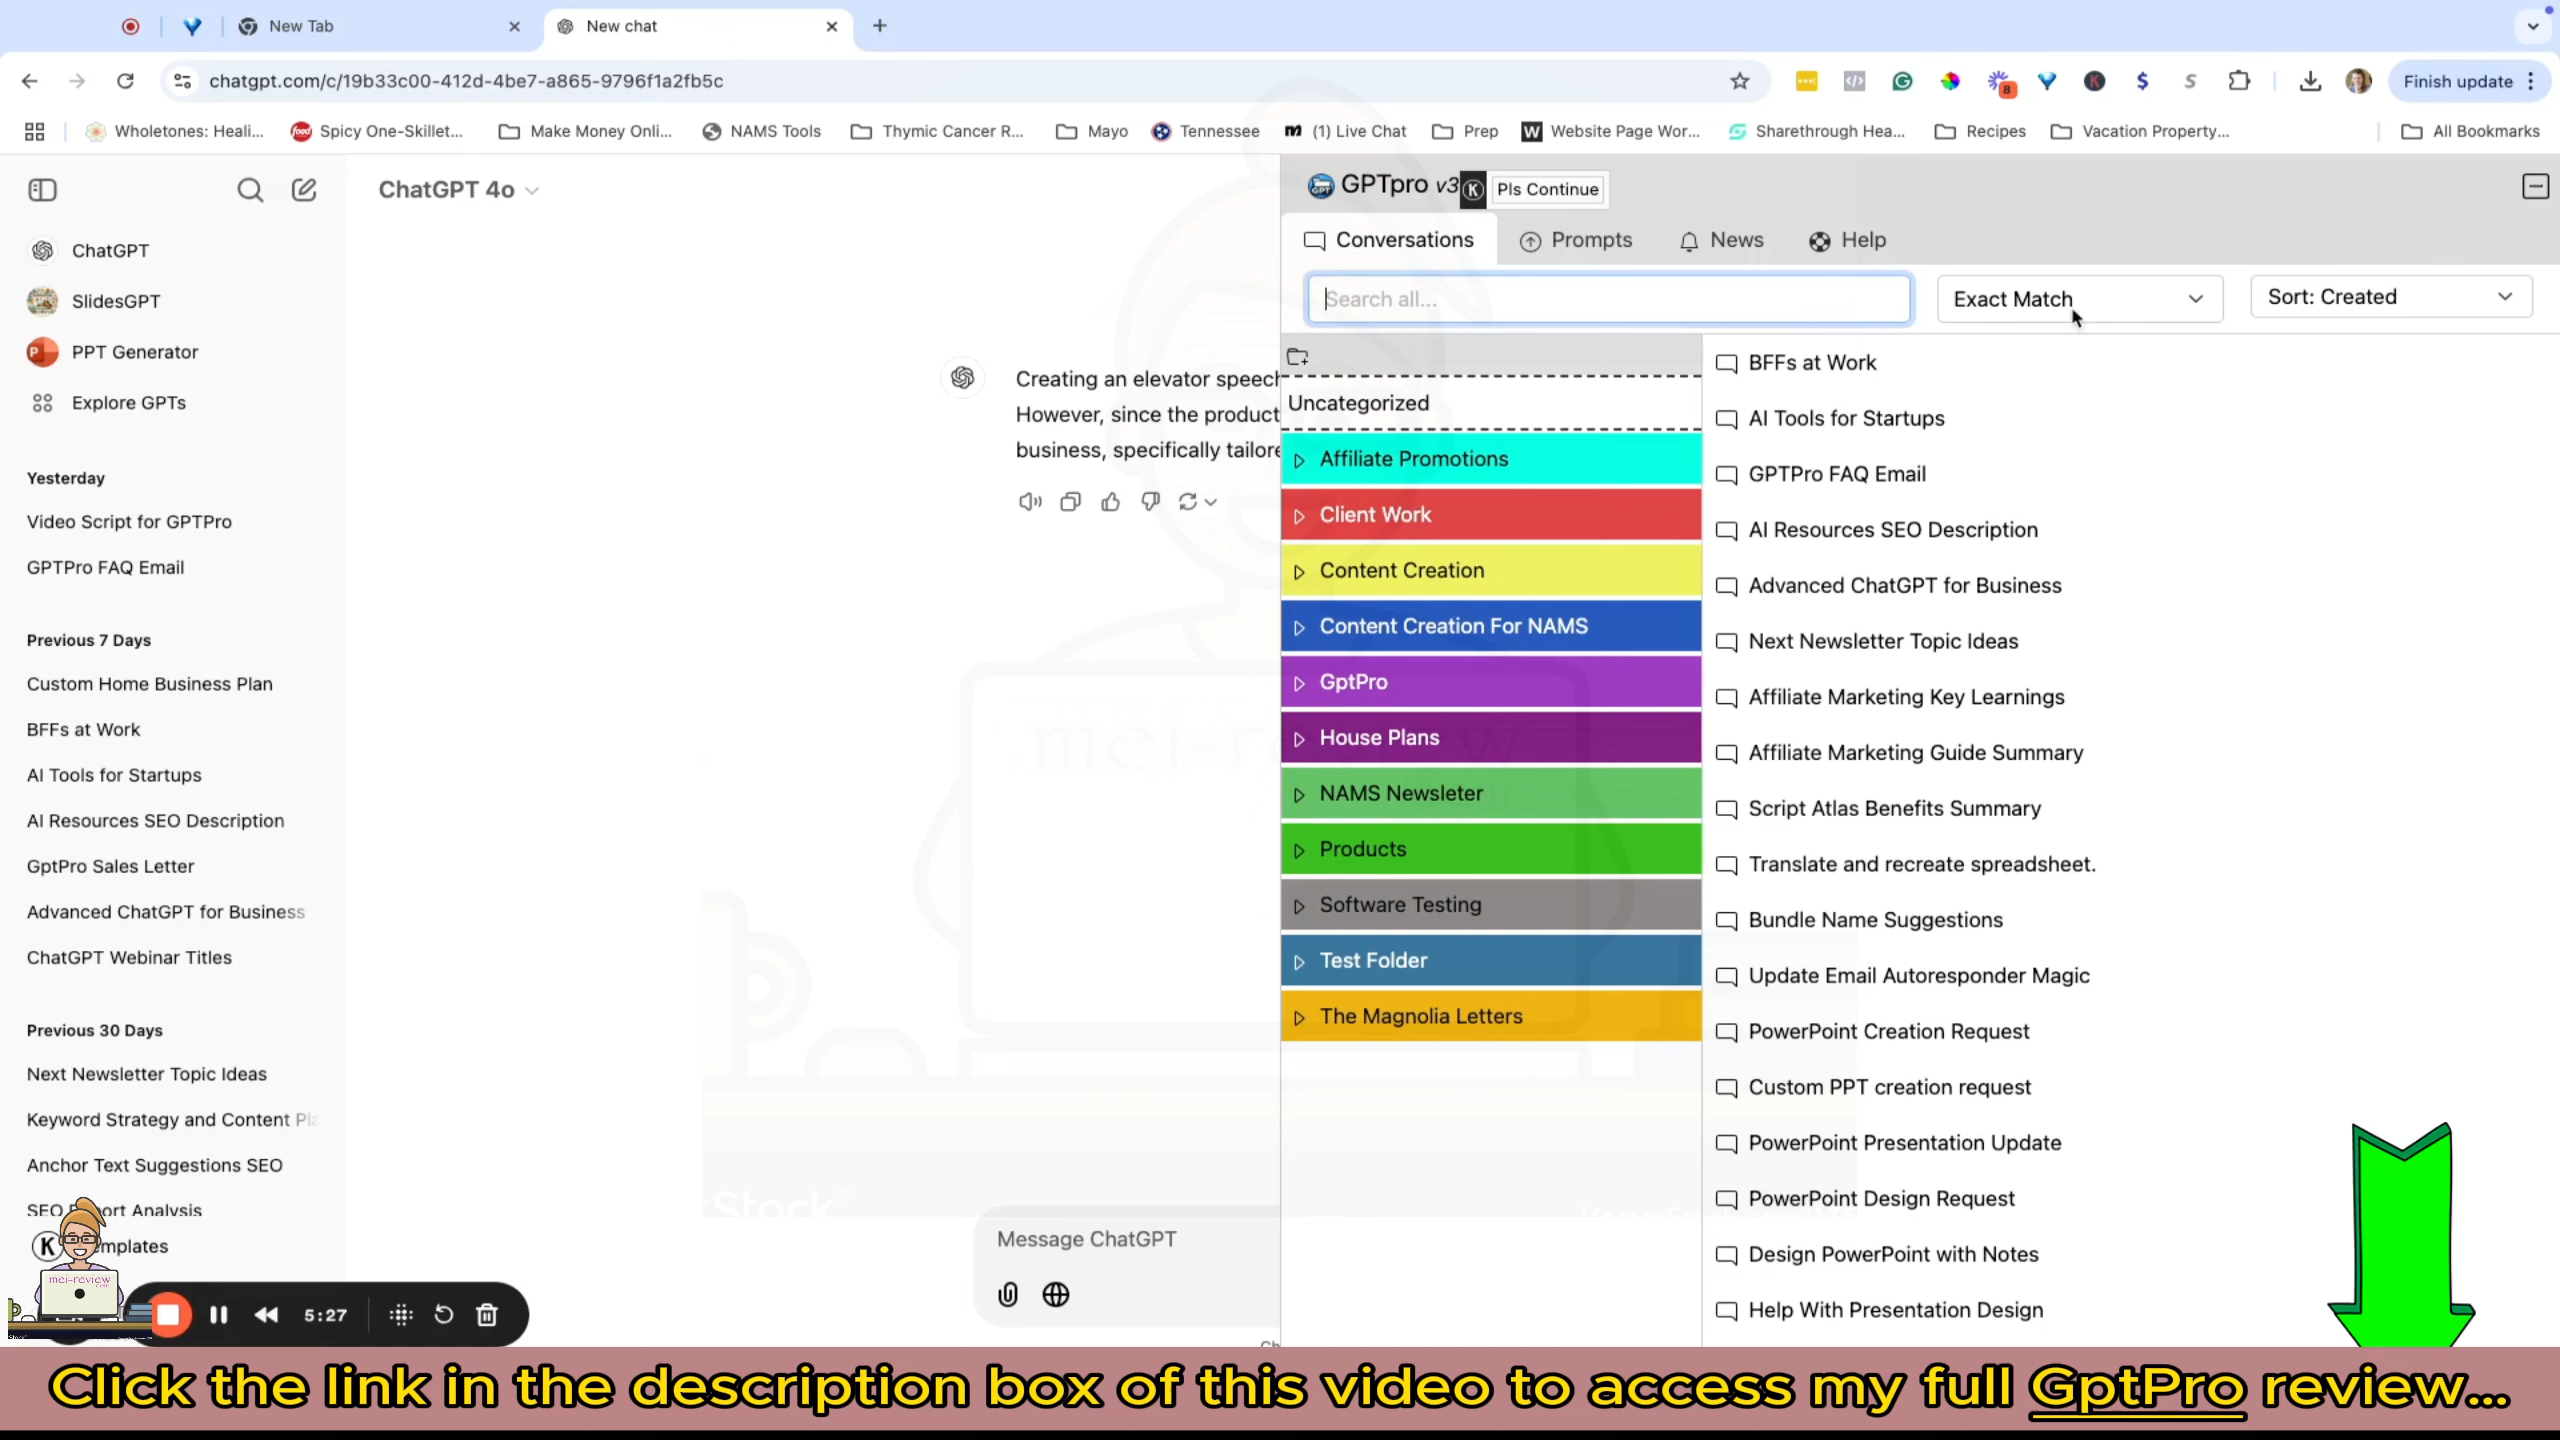 New Tab
New chat
chatgpt.com/c/19b33c00-412d-4be7-a865-9796f1a2fb5c
8
Finish update
Wholetones: Heali...
Spicy One-Skillet...
Make Money Onli...
NAMS Tools
Thymic Cancer R...
Mayo
Tennessee
(1) Live Chat
Prep
Website Page Wor...
Sharethrough Hea...
Recipes
Vacation Property...
All Bookmarks
ChatGPT 4o
ChatGPT
SlidesGPT
PPT Generator
Explore GPTs
Yesterday
Video Script for GPTPro
GPTPro FAQ Email
Previous 7 Days
Custom Home Business Plan
BFFs at Work
AI Tools for Startups
AI Resources SEO Description
GptPro Sales Letter
Advanced ChatGPT for Business
ChatGPT Webinar Titles
Previous 30 Days
Next Newsletter Topic Ideas
Keyword Strategy and Content Pla
Anchor Text Suggestions SEO
SEO Analysis
mei-review
5:27
Creating an elevator speech
However, since the product
business, specifically tailore
Message ChatGPT
GPTpro v3
K
Pls Continue
Conversations
Prompts
News
Help
Search all...
Exact Match
Sort: Created
Uncategorized
Affiliate Promotions
Client Work
Content Creation
Content Creation For NAMS
GptPro
House Plans
NAMS Newsleter
Products
Software Testing
Test Folder
The Magnolia Letters
BFFs at Work
AI Tools for Startups
GPTPro FAQ Email
AI Resources SEO Description
Advanced ChatGPT for Business
Next Newsletter Topic Ideas
Affiliate Marketing Key Learnings
Affiliate Marketing Guide Summary
Script Atlas Benefits Summary
Translate and recreate spreadsheet.
Bundle Name Suggestions
Update Email Autoresponder Magic
PowerPoint Creation Request
Custom PPT creation request
PowerPoint Presentation Update
PowerPoint Design Request
Design PowerPoint with Notes
Help With Presentation Design
Click the link in the description box of this video to access my full GptPro review...